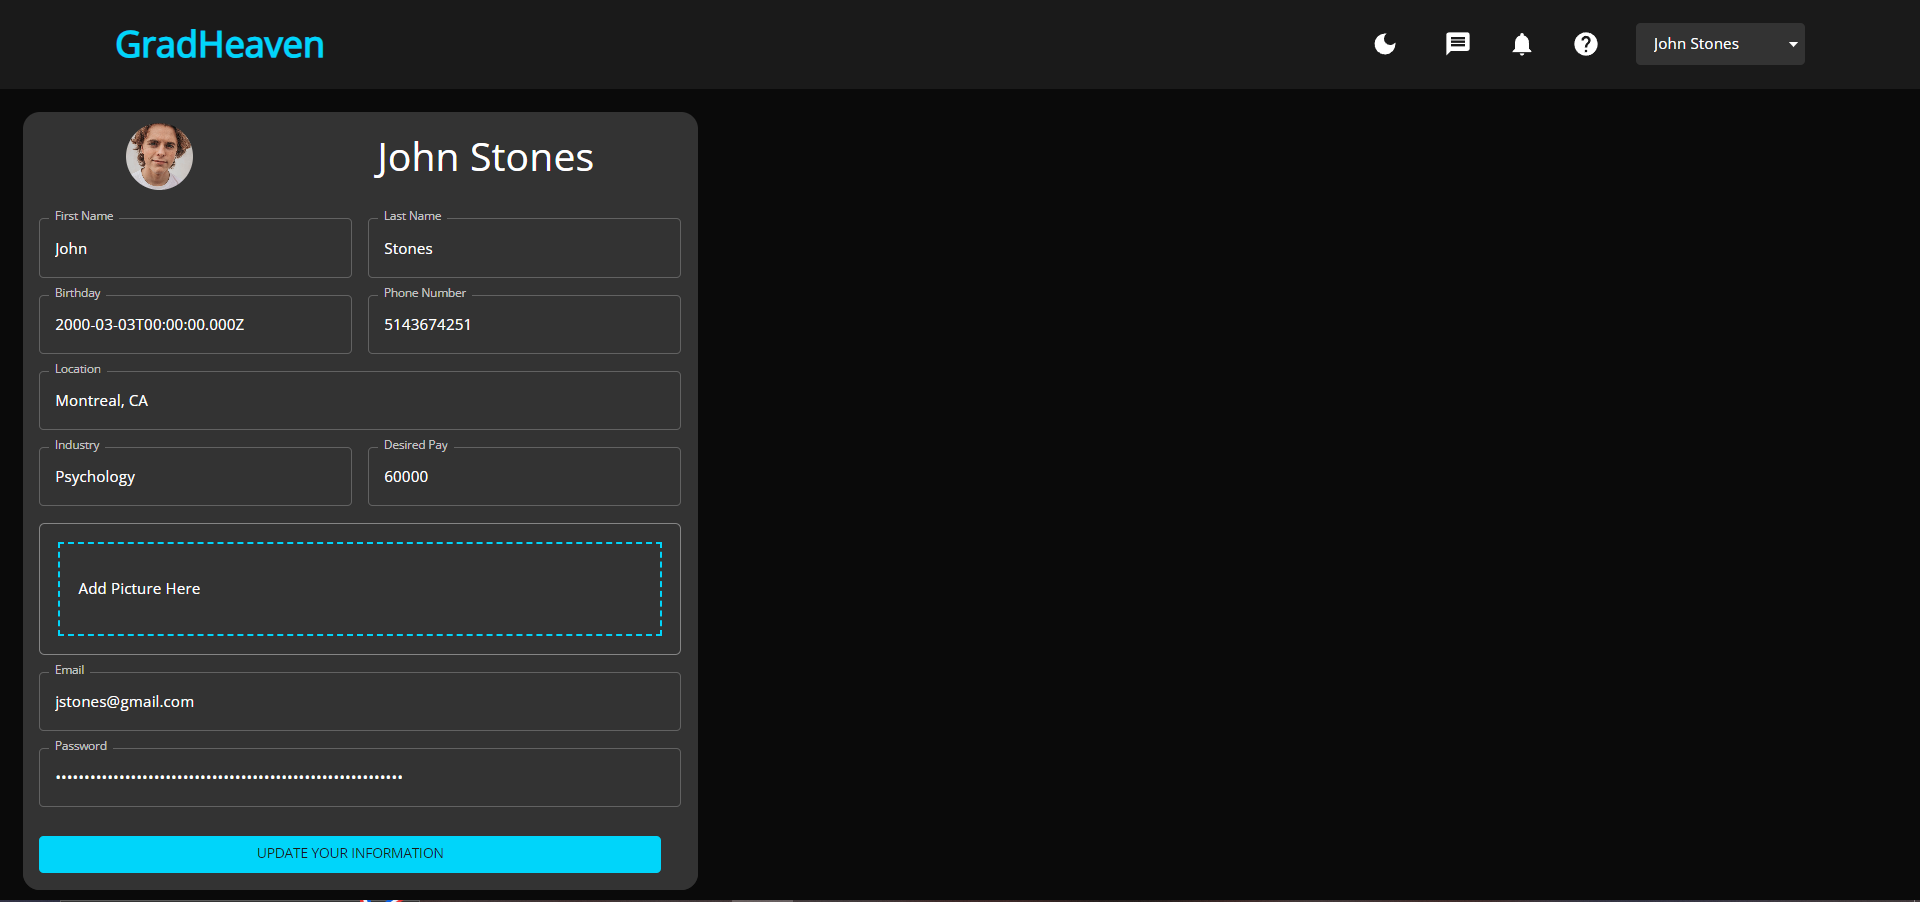 GradHeaven
John Stones
John Stones
First Name
Last Name
John
Stones
Birthday
Phone Number
2000-03-03T00:00:00.000Z
5143674251
Location
Montreal, CA
Industry
Desired Pay
Psychology
60000
Add Picture Here
Email
jstones@gmail.com
Password
UPDATE YOUR INFORMATION